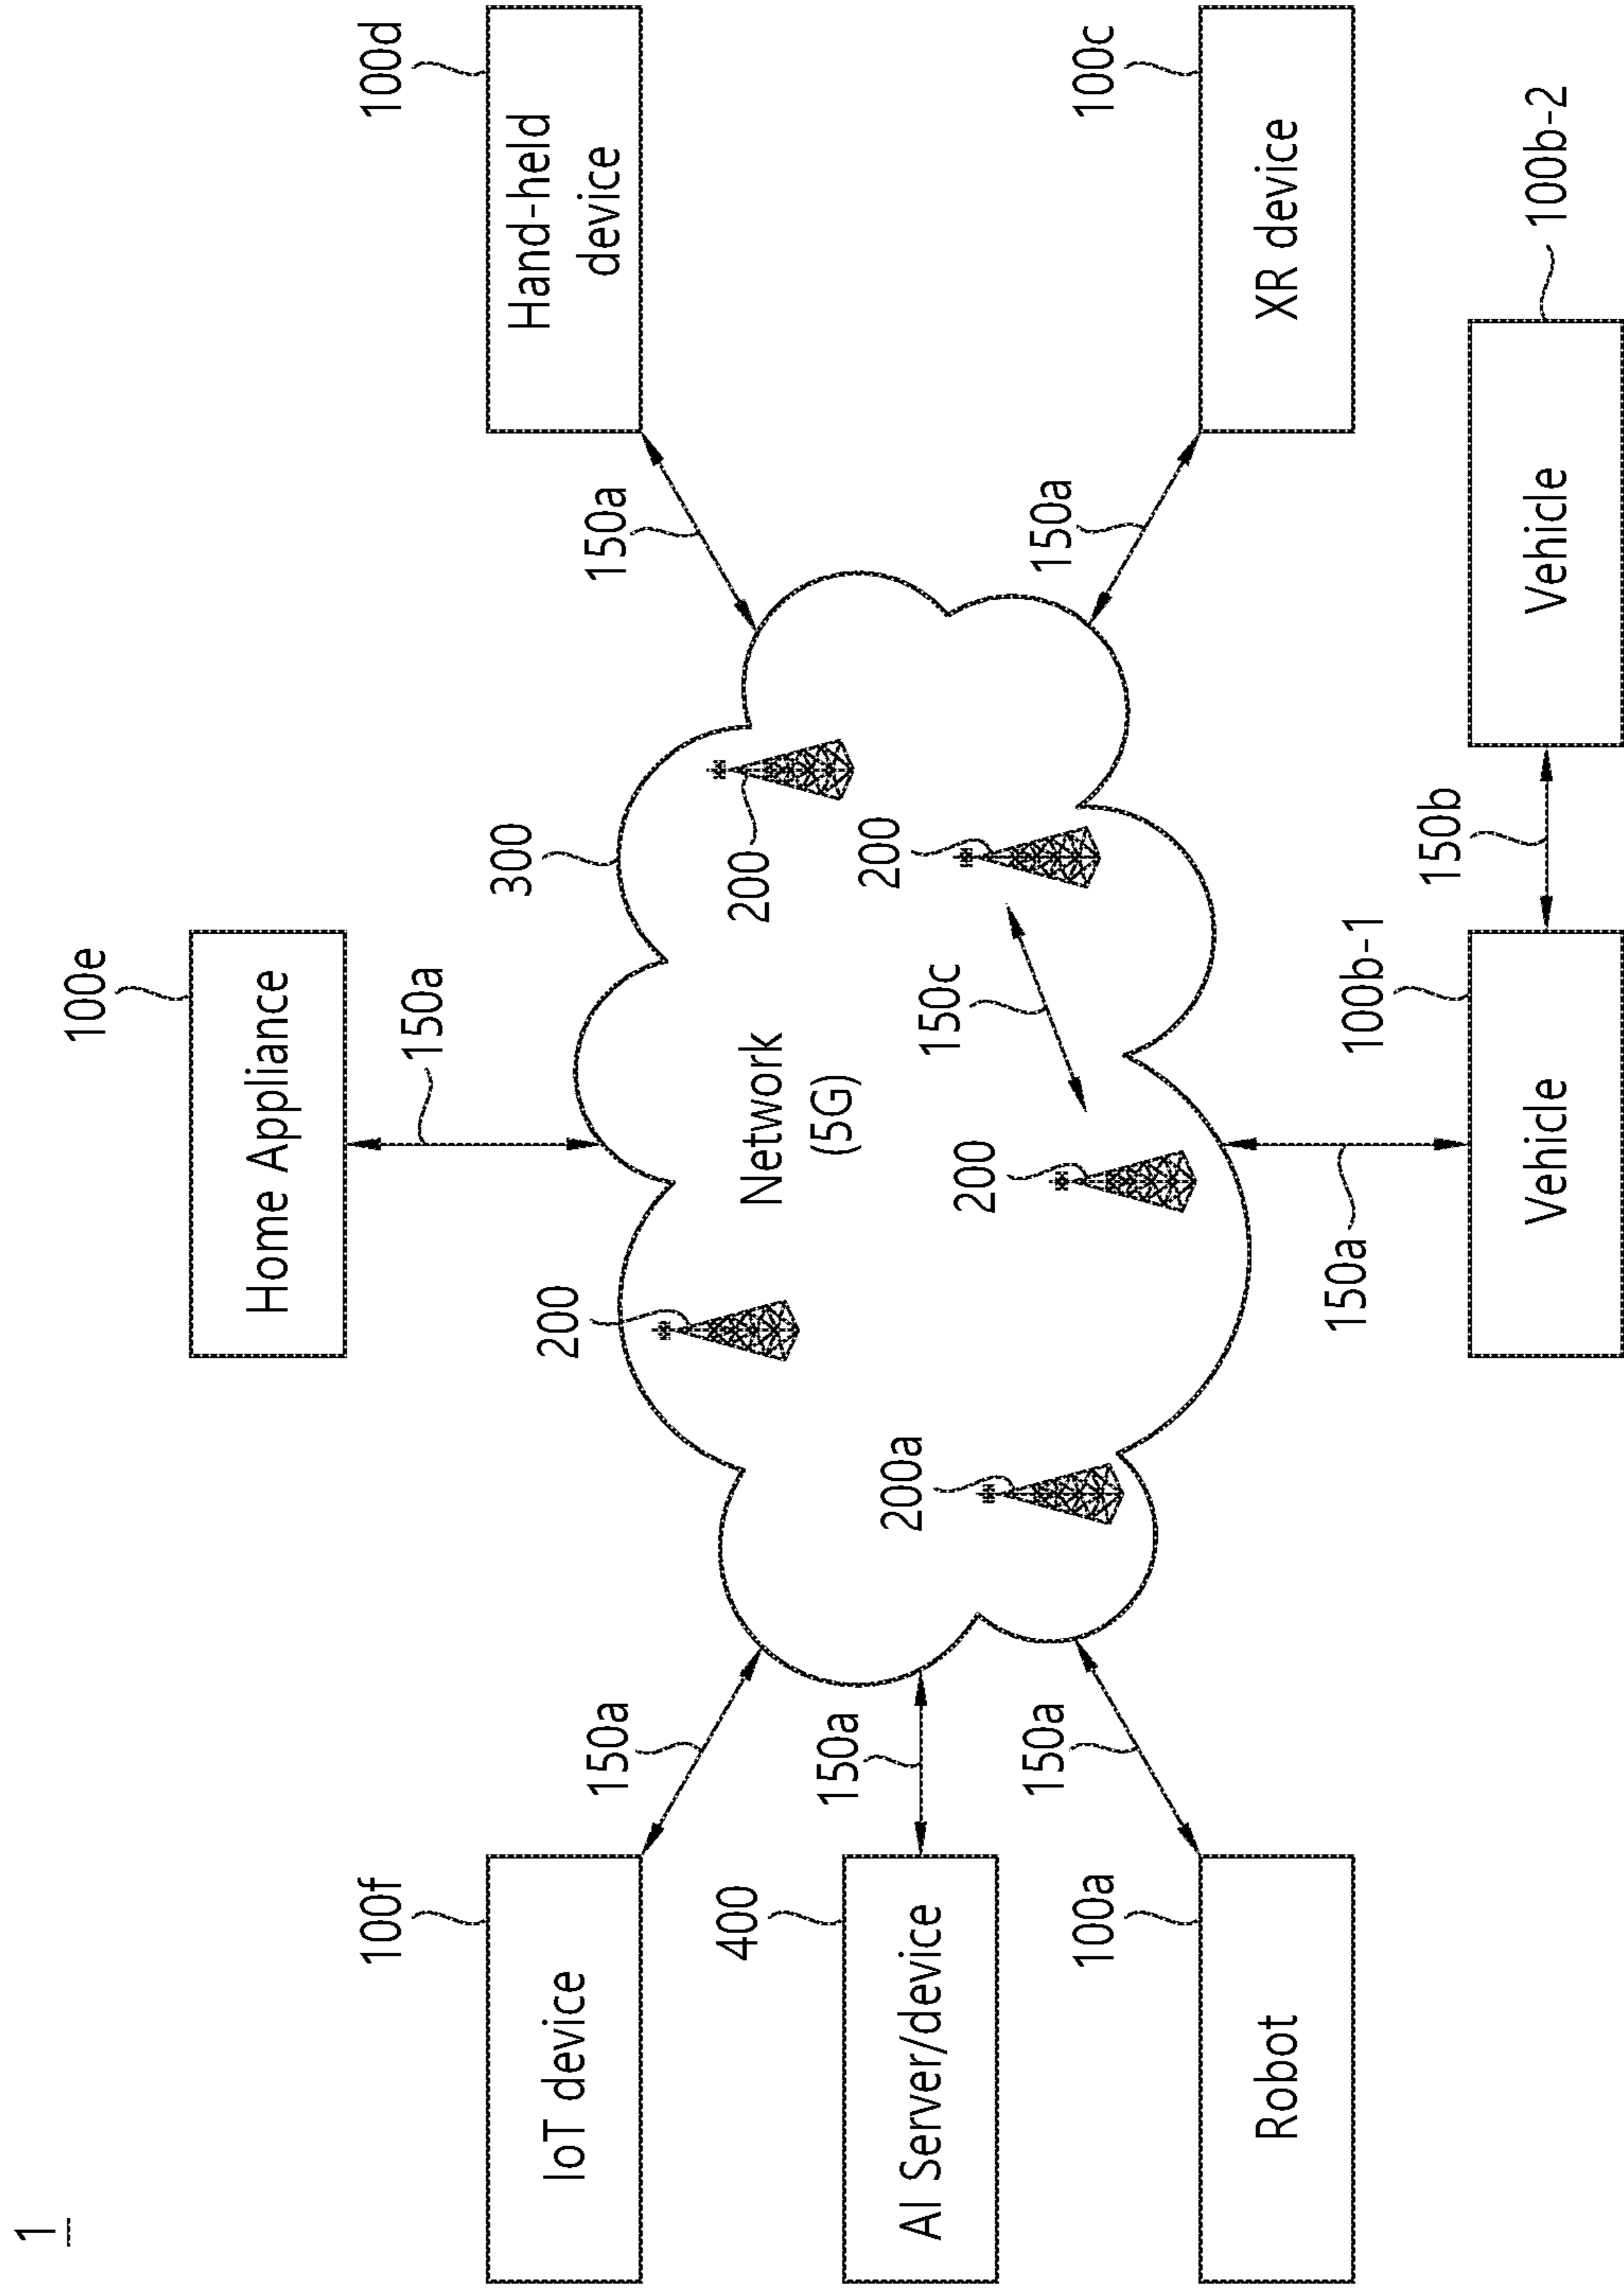 1
100e
Home Appliance
150a
100f
IoT device
150a
300
100d
Hand-held
device
150a
200
200
Network
(5G)
400
AI Server/device
150a
200a
200
150c
200
100a
Robot
150a
100c
XR device
150a
150a
100b-1
Vehicle
150b
Vehicle
100b-2